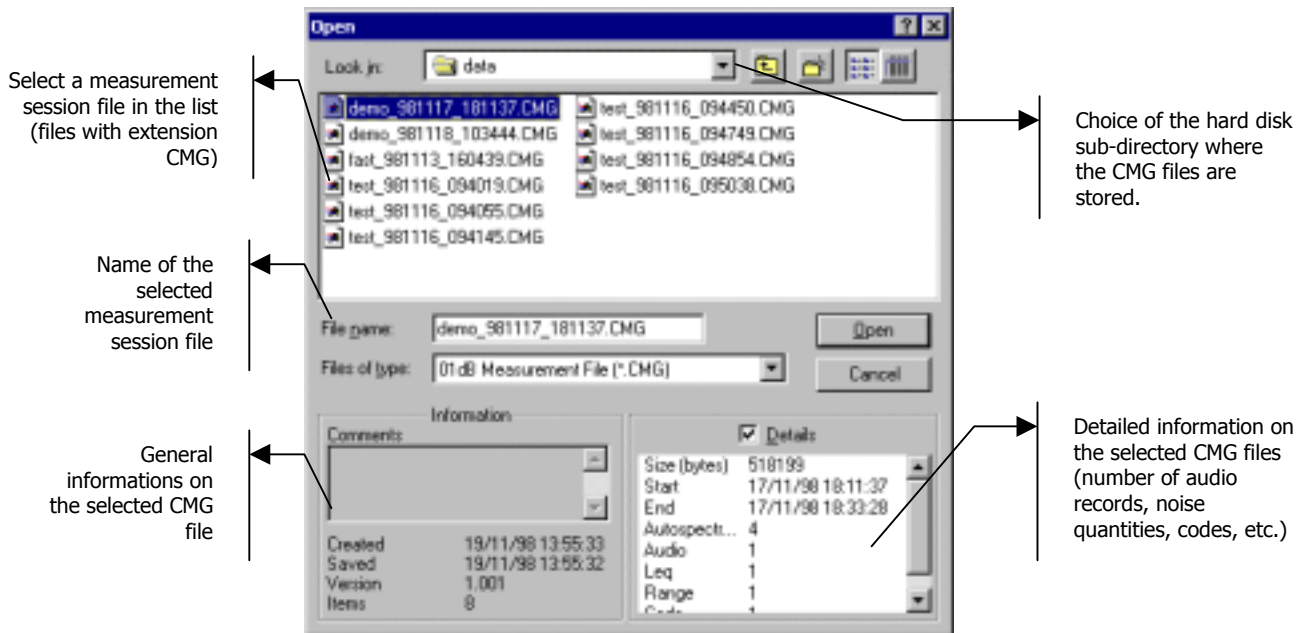 Open
Look in:
data
demo_981117_181137.CMG
demo_981118_103444.CMG
fast_981113_160439.CMG
test_981116_094019.CMG
test_981116_094055.CMG
test_981116_094145.CMG
test_981116_094450.CMG
test_981116_094749.CMG
test_981116_094854.CMG
test_981116_095038.CMG
File name:
demo_981117_181137.CMG
Open
Files of type:
01dB Measurement File (*.CMG)
Cancel
Information
Comments
Created 19/11/98 13:55:33
Saved 19/11/98 13:55:32
Version 1.001
Items 8
Details
Size (bytes) 518199
Start 17/11/98 18:11:37
End 17/11/98 18:33:28
Autospectr... 4
Audio 1
Leq 1
Range 1
Code 1
Select a measurement
session file in the list
(files with extension
CMG)
Name of the
selected
measurement
session file
General
informations on
the selected CMG
file
Choice of the hard disk
sub-directory where
the CMG files are
stored.
Detailed information on
the selected CMG files
(number of audio
records, noise
quantities, codes, etc.)